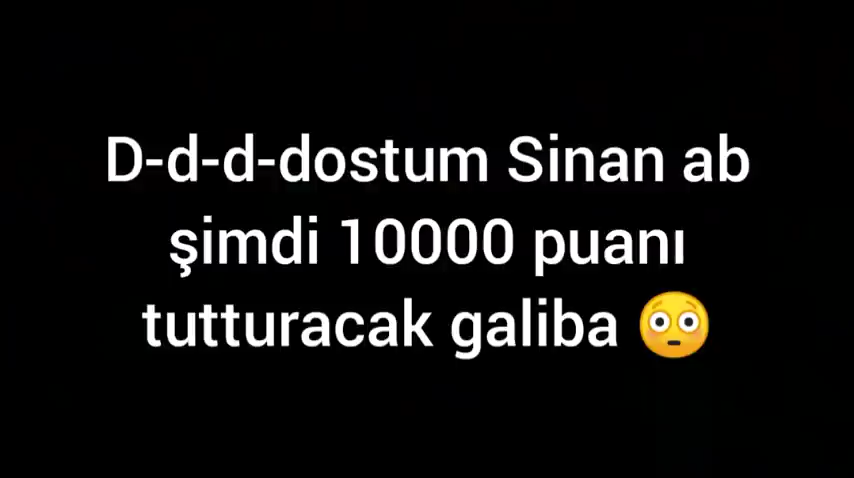 D-d-d-dostum Sinan ab
şimdi 10000 puanı
tutturacak galiba 😳